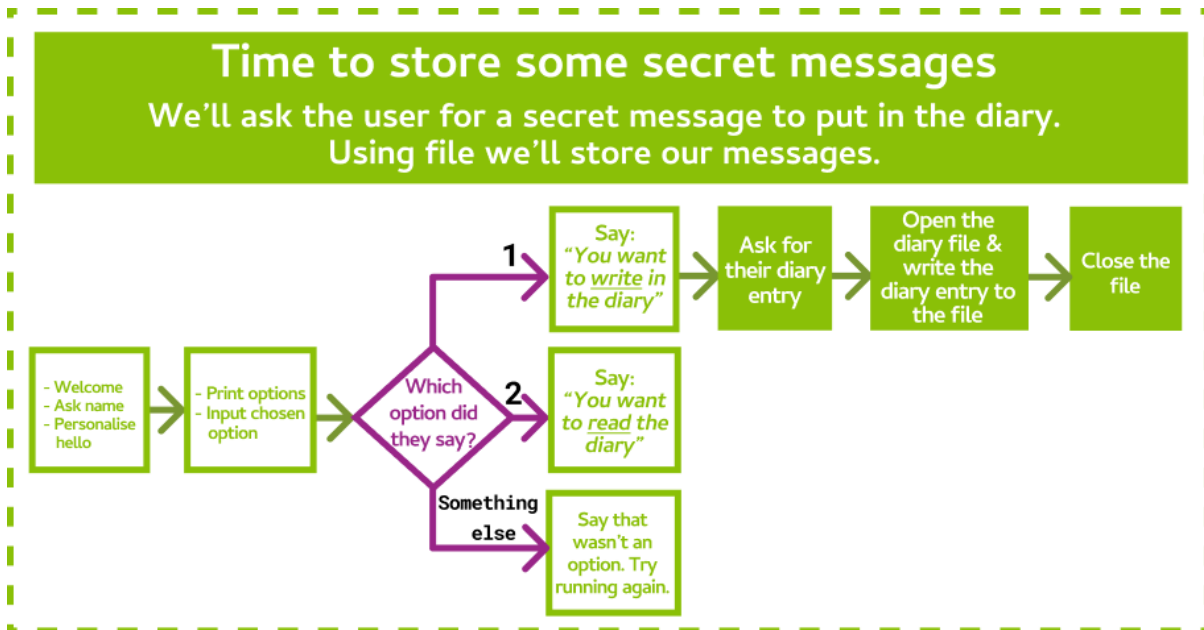 Time to store some secret messages
We'll ask the user for a secret message to put in the diary.
Using file we'll store our messages.
- Welcome
- Ask name
- Personalise
hello
- Print options
- Input chosen
option
Which
option did
they say?
1
Say:
"You want
to write in
the diary"
Ask for
their diary
entry
Open the
diary file &
write the
diary entry to
the file
Close the
file
2
Say:
"You want
to read the
diary"
Something
else
Say that
wasn't an
option. Try
running again.